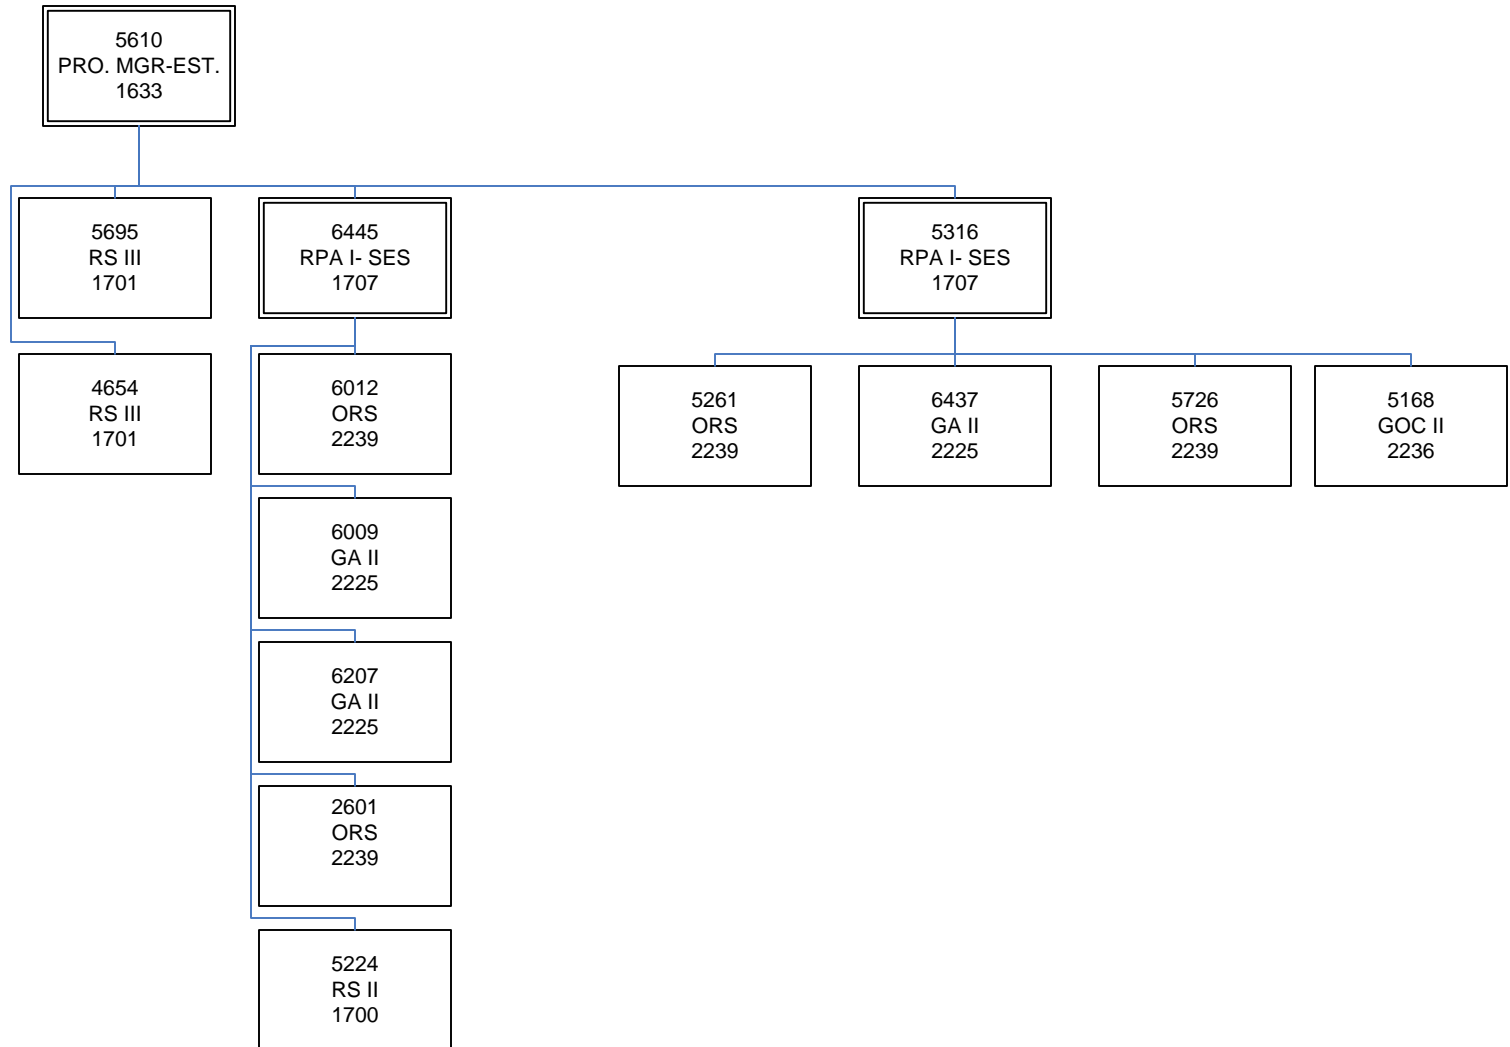 5610
PRO. MGR-EST.
1633
5695
RS III
1701
6445
RPA I- SES
1707
5316
RPA I- SES
1707
4654
RS III
1701
6012
ORS
2239
5261
ORS
2239
6437
GA II
2225
5726
ORS
2239
5168
GOC II
2236
6009
GA II
2225
6207
GA II
2225
2601
ORS
2239
5224
RS II
1700